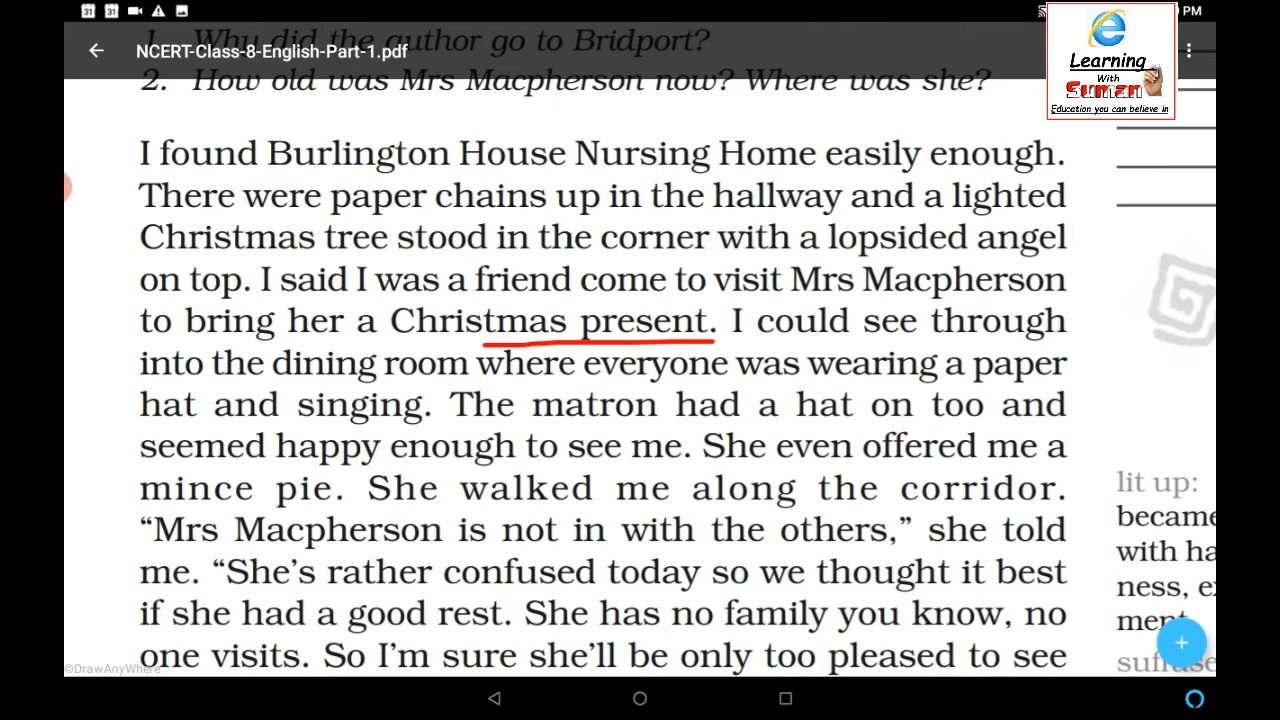 31 31 PM
NCERT-Class-8-English-Part-1.pdf
Learning
With
Suman
Education you can believe in
1. Why did the author go to Bridport?
2. How old was Mrs Macpherson now? Where was she?
I found Burlington House Nursing Home easily enough.
There were paper chains up in the hallway and a lighted
Christmas tree stood in the corner with a lopsided angel
on top. I said I was a friend come to visit Mrs Macpherson
to bring her a Christmas present. I could see through
into the dining room where everyone was wearing a paper
hat and singing. The matron had a hat on too and
seemed happy enough to see me. She even offered me a
mince pie. She walked me along the corridor.
“Mrs Macpherson is not in with the others,” she told
me. “She’s rather confused today so we thought it best
if she had a good rest. She has no family you know, no
one visits. So I’m sure she’ll be only too pleased to see
lit up:
became
with ha
ness, ex
ment
suffuse
©DrawAnyWhere